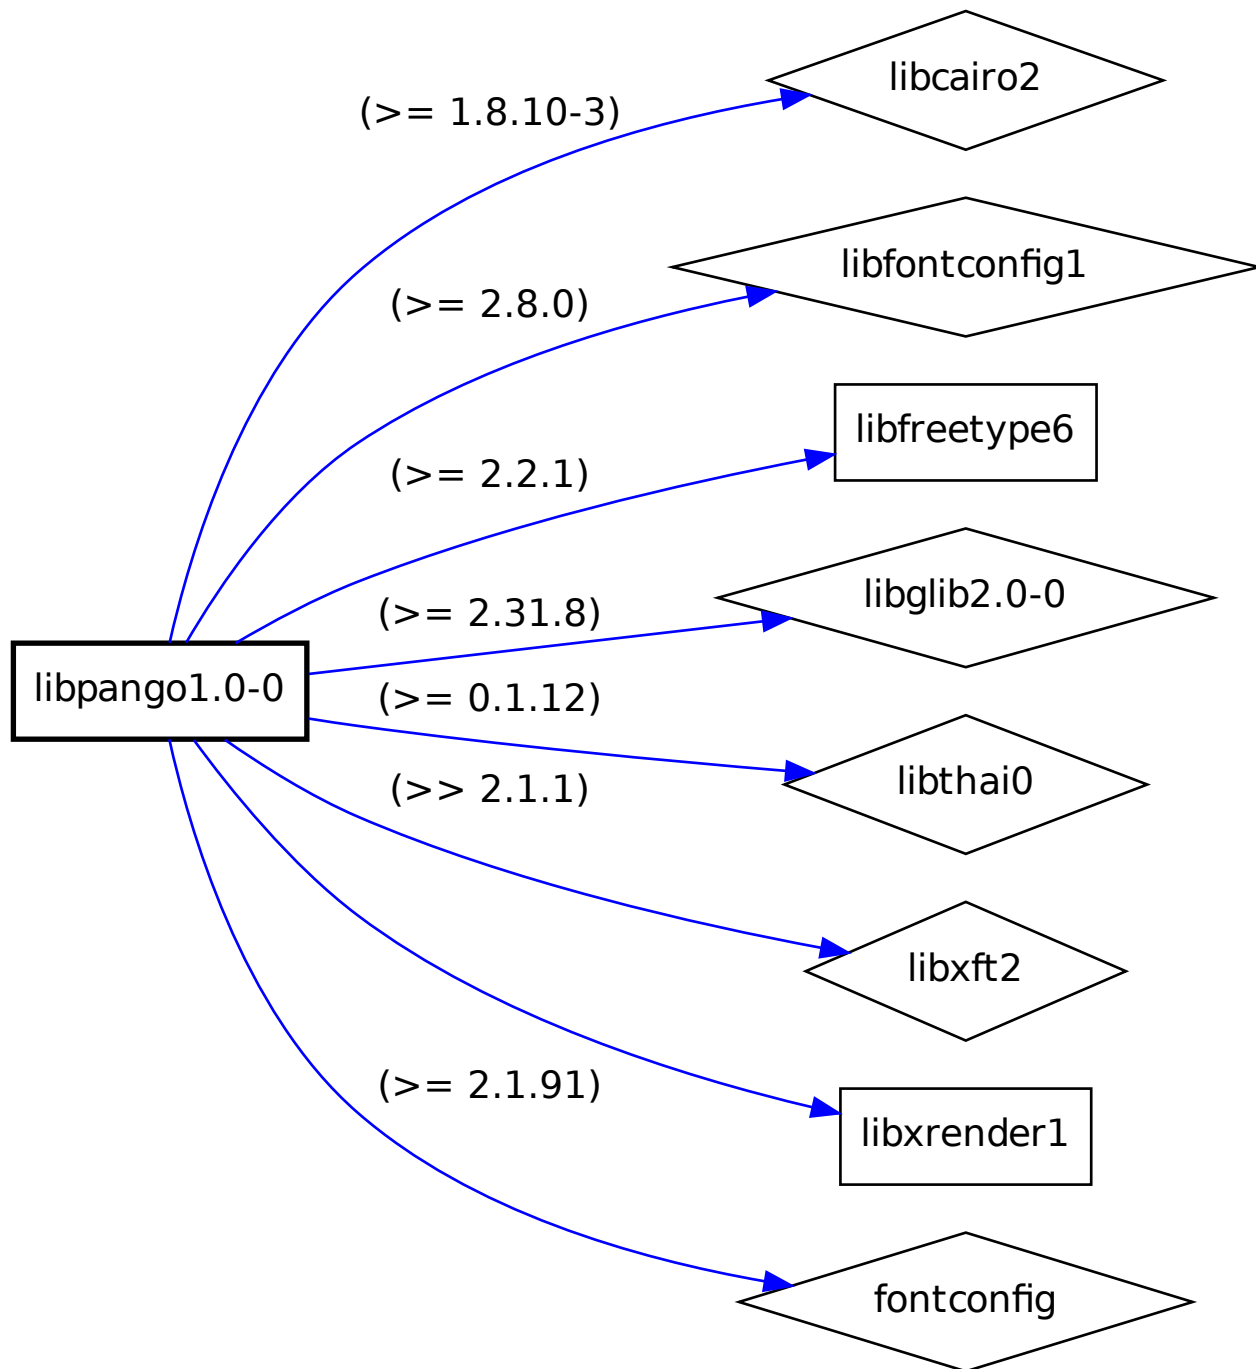 libcairo2
(>= 1.8.10-3)
libfontconfig1
(>= 2.8.0)
libfreetype6
(>= 2.2.1)
libglib2.0-0
(>= 2.31.8)
libpango1.0-0
(>= 0.1.12)
libthai0
(>> 2.1.1)
libxft2
(>= 2.1.91)
libxrender1
fontconfig